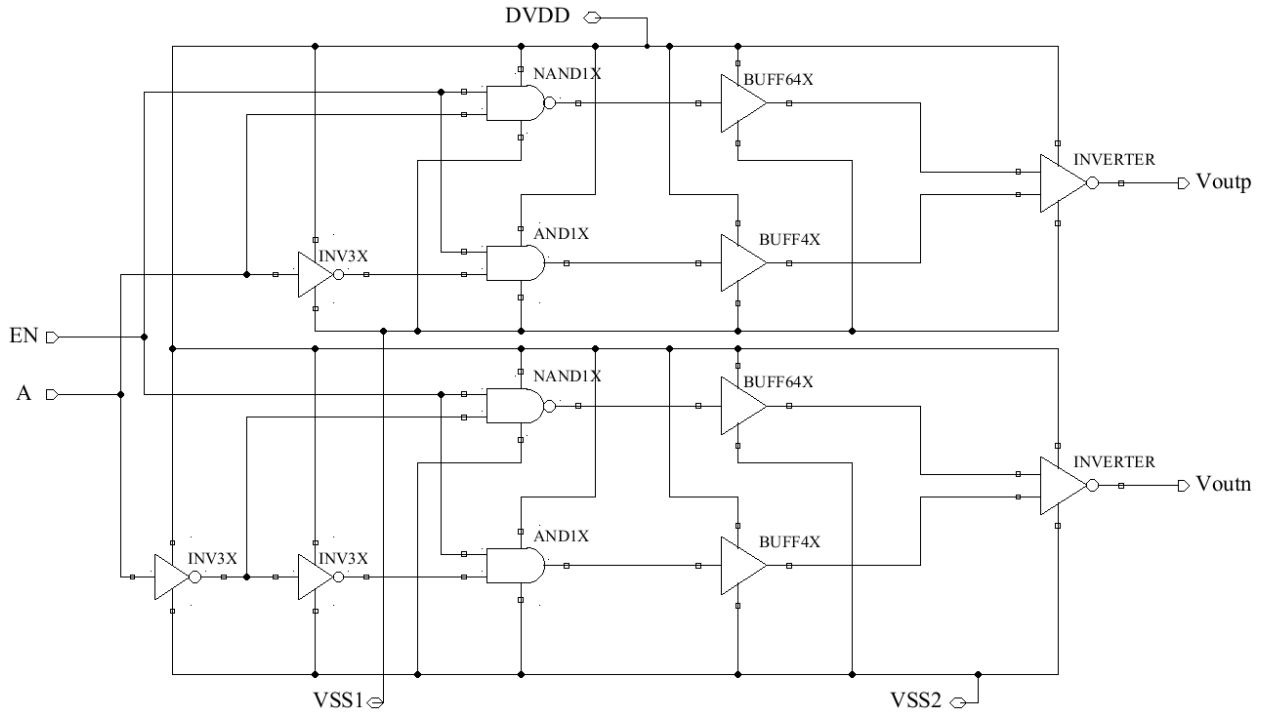 DVDD
NAND1X
BUFF64X
INVERTER
Voutp
AND1X
BUFF4X
INV3X
EN
NAND1X
BUFF64X
A
INVERTER
Voutn
AND1X
BUFF4X
INV3X
INV3X
VSS1
VSS2